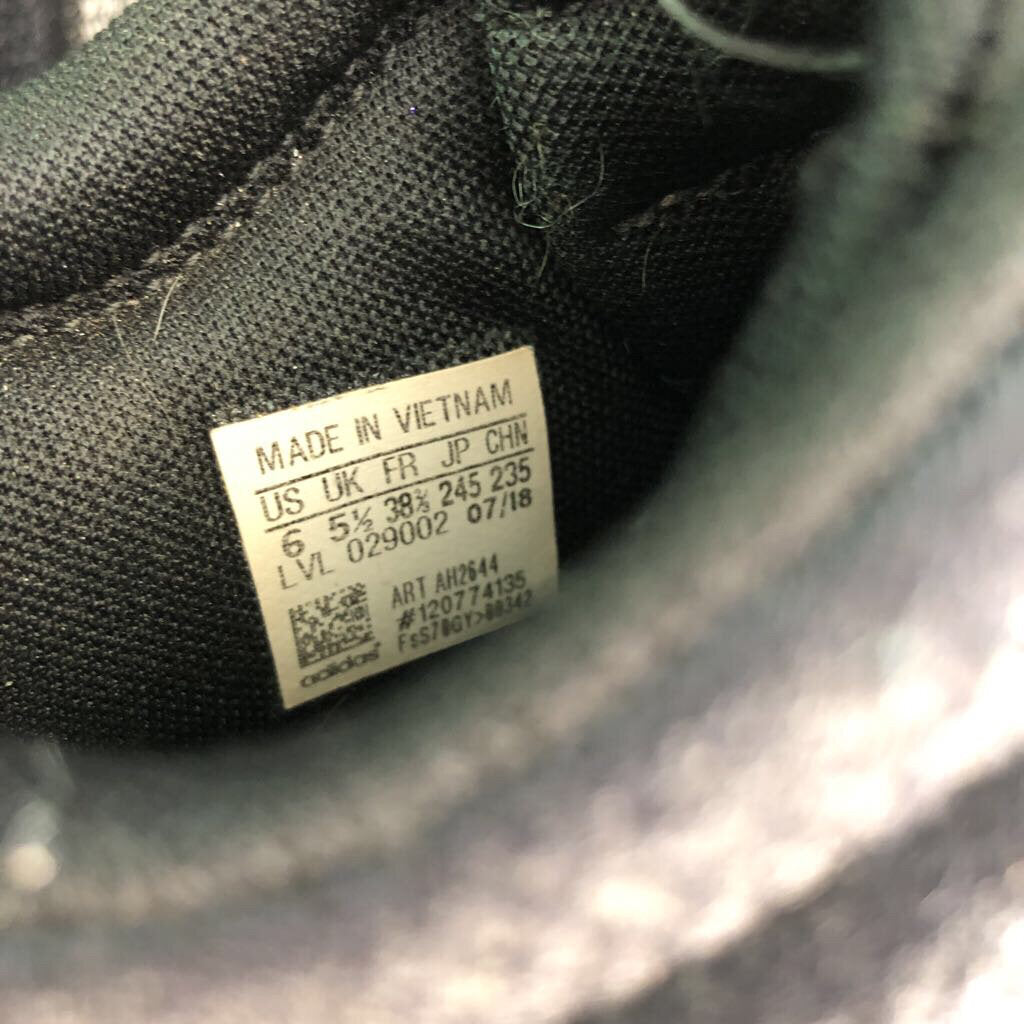 MADE IN VIETNAM
US UK FR JP CHN
6 5½ 38⅔ 245 235
LVL 029002 07/18
ART AH2644
#120774135
adidas